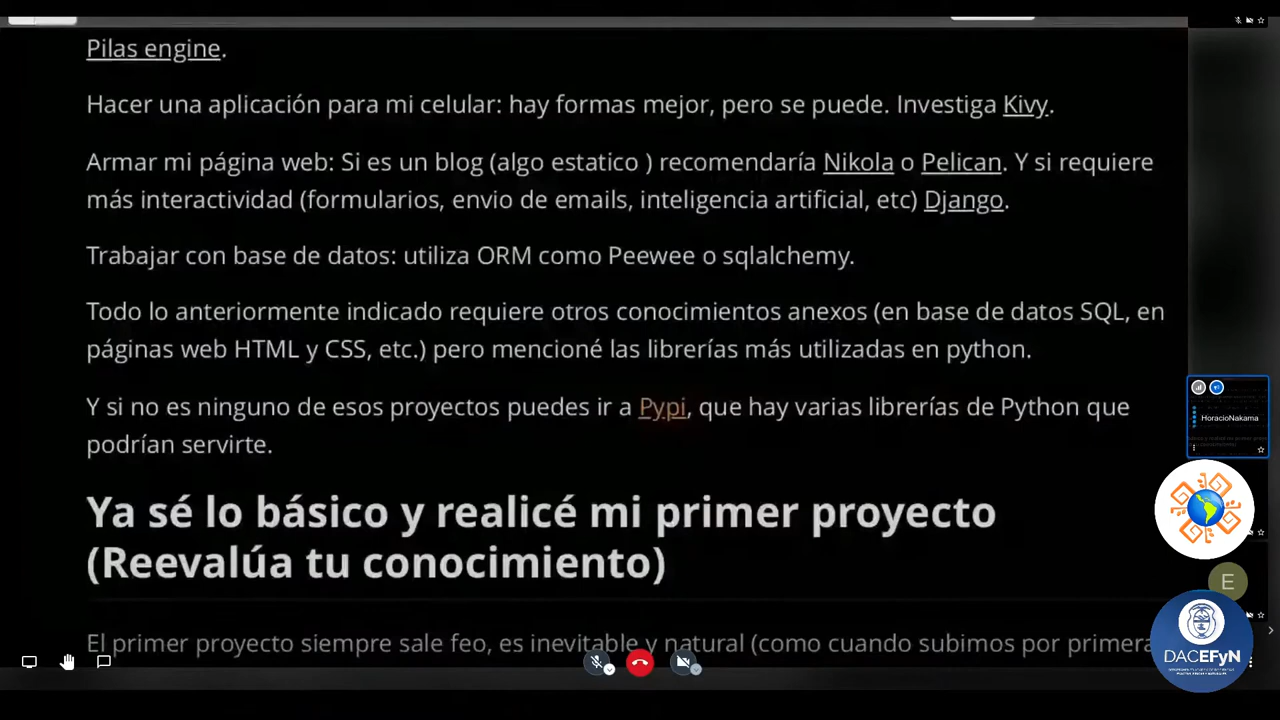 Pilas engine.
Hacer una aplicación para mi celular: hay formas mejor, pero se puede. Investiga Kivy.
Armar mi página web: Si es un blog (algo estatico ) recomendaría Nikola o Pelican. Y si requiere
más interactividad (formularios, envio de emails, inteligencia artificial, etc) Django.
Trabajar con base de datos: utiliza ORM como Peewee o sqlalchemy.
Todo lo anteriormente indicado requiere otros conocimientos anexos (en base de datos SQL, en
páginas web HTML y CSS, etc.) pero mencioné las librerías más utilizadas en python.
Y si no es ninguno de esos proyectos puedes ir a Pypi, que hay varias librerías de Python que
podrían servirte.
HoracioNakama
Ya sé lo básico y realicé mi primer proyecto
(Reevalúa tu conocimiento)
E
El primer proyecto siempre sale feo, es inevitable y natural (como cuando subimos por primera
DACEFyN